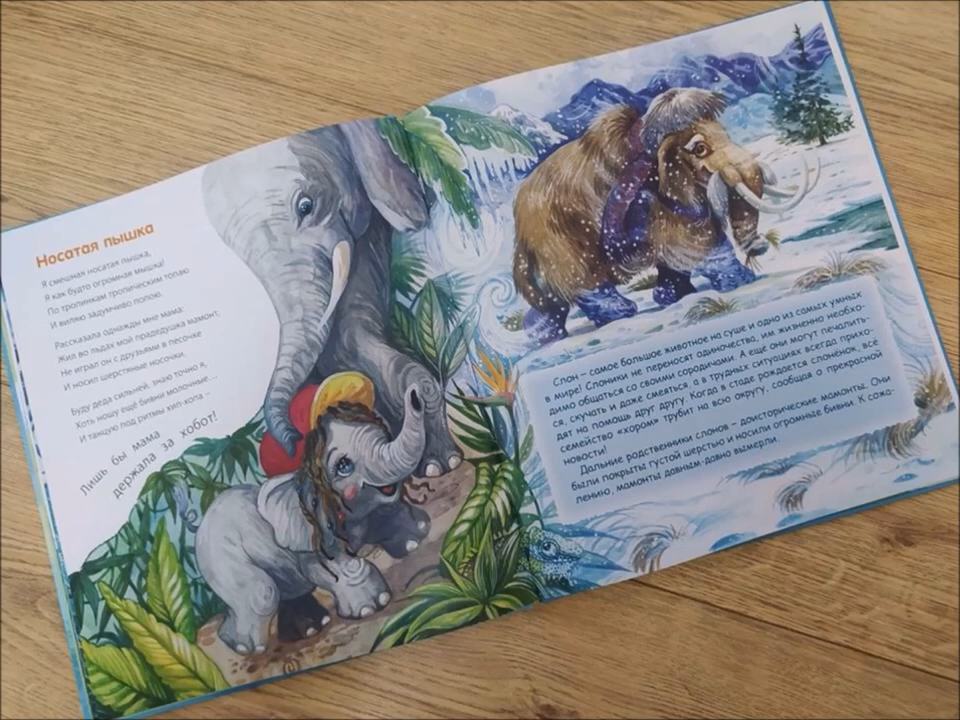 Носатая пышка
Я смешная носатая пышка,
Я как будто огромная мышка!
По тропинкам тропическим топаю
И виляю задумчиво попою.
Рассказала однажды мне мама:
Жил во льдах мой прадедушка мамонт,
Не играл он с друзьями в песочке
И носил шерстяные носочки.
Буду деда сильней, знаю точно я,
Хоть ношу ещё бивни молочные...
И танцую под ритмы хип-хопа –
Лишь бы мама
держала за хобот!
Слон – самое большое животное на суше и одно из самых умных
в мире! Слоники не переносят одиночества, им жизненно необхо-
димо общаться со своими сородичами. А ещё они могут печалить-
ся, скучать и даже смеяться, а в трудных ситуациях всегда прихо-
дят на помощь друг другу. Когда в стаде рождается слонёнок, всё
семейство «хором» трубит на всю округу, сообщая о прекрасной
новости!
Дальние родственники слонов – доисторические мамонты. Они
были покрыты густой шерстью и носили огромные бивни. К сожа-
лению, мамонты давным-давно вымерли.